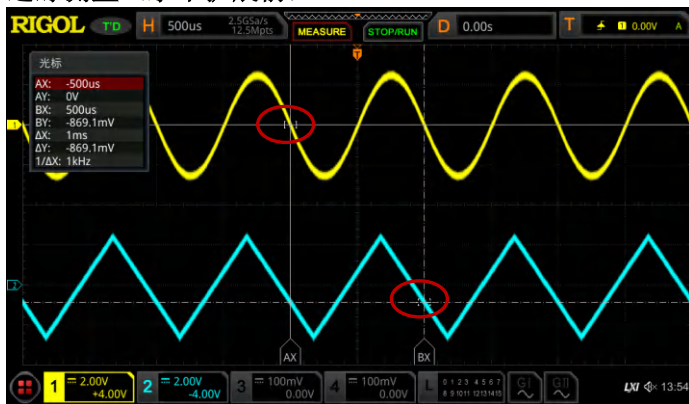 RIGOL T'D H 500us 2.5GSa/s 12.5Mpts MEASURE STOP/RUN D 0.00s T 1 0.00V A
T
光标
AX: -500us
AY: 0V
BX: 500us
BY: -869.1mV
ΔX: 1ms
ΔY: -869.1mV
1/ΔX: 1kHz
1
2
AX BX
1 2.00V +4.00V 2 2.00V -4.00V 3 100mV 0.00V 4 100mV 0.00V L 0 1 2 3 4 5 6 7 8 9 10 11 12 13 14 15 GI GII LXI 13:54